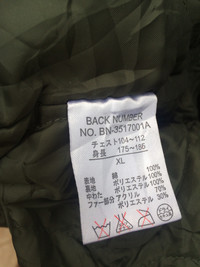 BACK NUMBER
NO. BN-3517001A
チェスト104~112
身長 175~185
XL
表地 綿 100%
裏地 ポリエステル 100%
中わた ポリエステル 100%
ファー部分 アクリル 70%
ポリエステル 30%